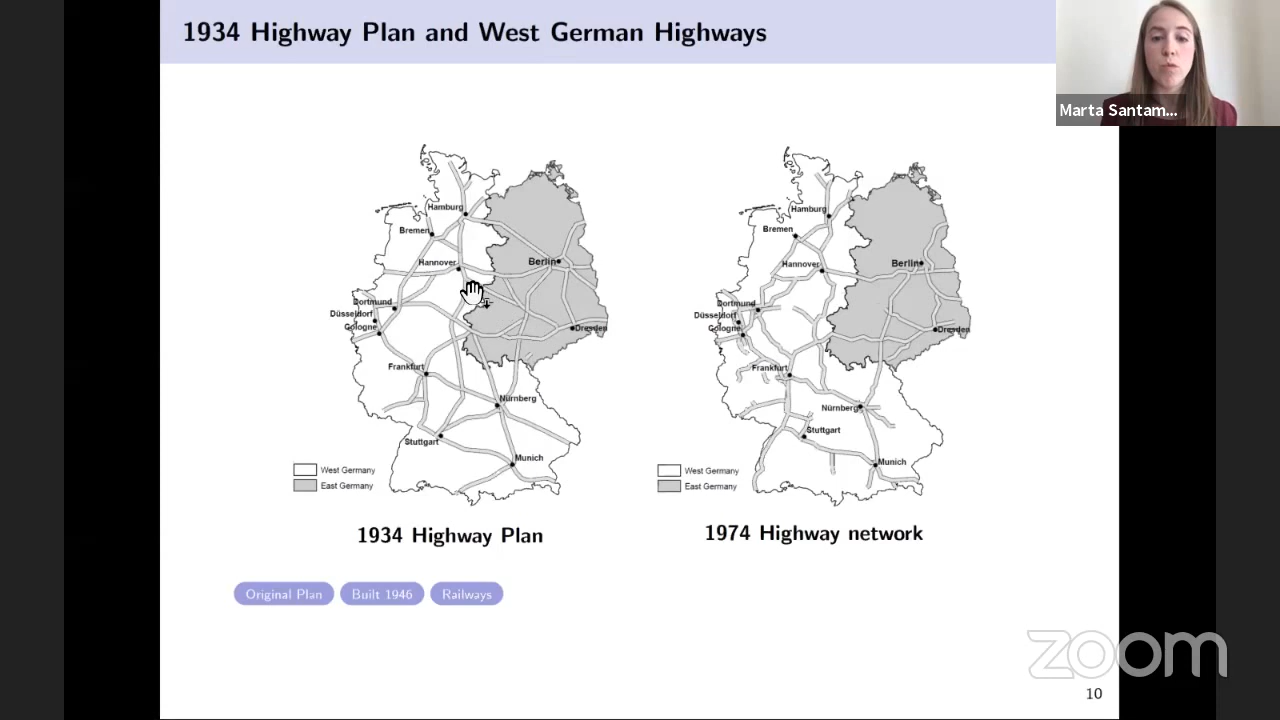 1934 Highway Plan and West German Highways
Marta Santam...
Hamburg
Bremen
Hannover
Berlin
Dortmund
Düsseldorf
Cologne
Dresden
Frankfurt
Nürnberg
Stuttgart
Munich
West Germany
East Germany
1934 Highway Plan
Hamburg
Bremen
Hannover
Berlin
Dortmund
Düsseldorf
Cologne
Dresden
Frankfurt
Nürnberg
Stuttgart
Munich
West Germany
East Germany
1974 Highway network
Original Plan
Built 1946
Railways
zoom
10